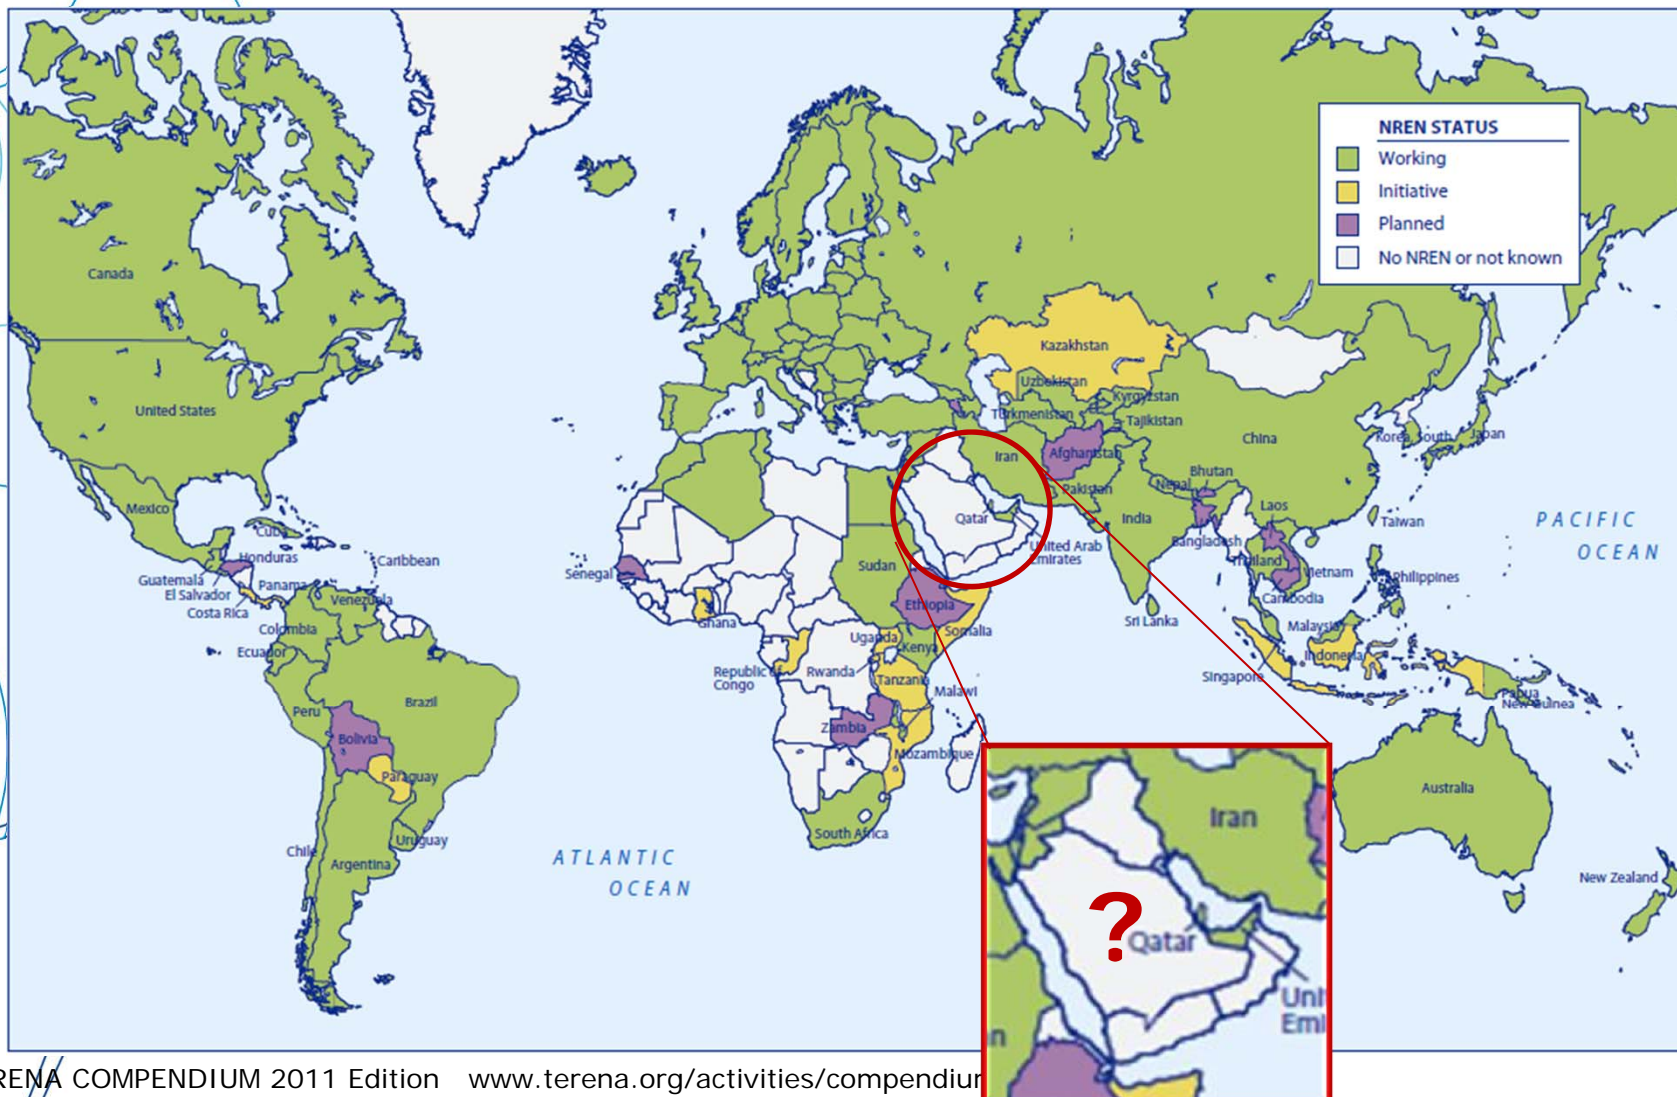 NREN STATUS
Working
Initiative
Planned
No NREN or not known
Canada
United States
Mexico
Cuba
Honduras
Guatemala
El Salvador
Costa Rica
Panama
Caribbean
Venezuela
Colombia
Ecuador
Peru
Brazil
Bolivia
Paraguay
Chile
Uruguay
Argentina
ATLANTIC
OCEAN
Senegal
Ghana
Republic of
Congo
Sudan
Ethiopia
Somalia
Uganda
Kenya
Rwanda
Tanzania
Malawi
Zambia
Mozambique
South Africa
Kazakhstan
Uzbekistan
Kyrgyzstan
Turkmenistan
Tajikistan
Iran
Afghanistan
Pakistan
Qatar
United Arab
Emirates
India
Nepal
Bhutan
Bangladesh
Sri Lanka
China
Korea, South
Japan
Taiwan
Laos
Thailand
Vietnam
Cambodia
Philippines
Malaysia
Singapore
Indonesia
Papua
New Guinea
Australia
New Zealand
PACIFIC
OCEAN
Iran
?
Qatar
Uni
Emi
n
RENA COMPENDIUM 2011 Edition www.terena.org/activities/compendiu